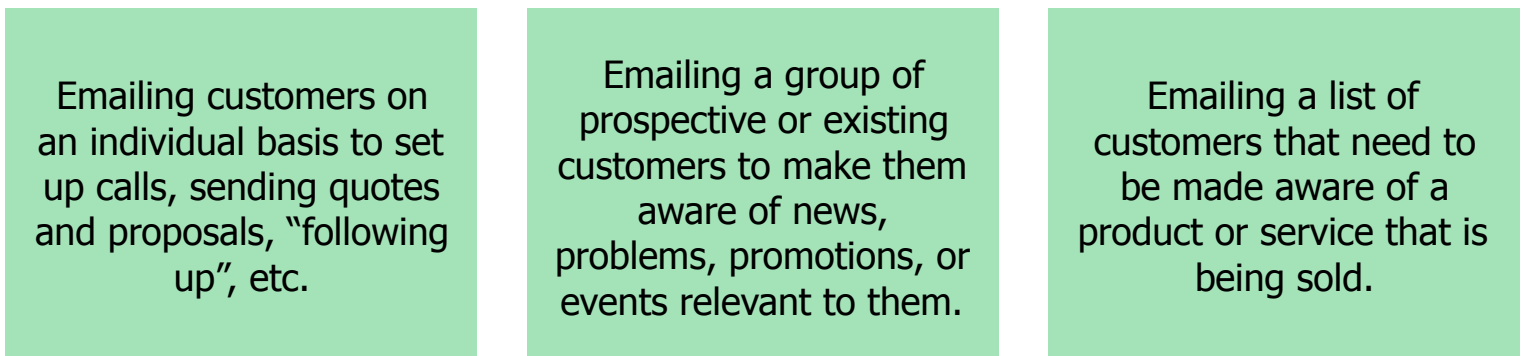 Emailing customers on
an individual basis to set
up calls, sending quotes
and proposals, “following
up”, etc.
Emailing a group of
prospective or existing
customers to make them
aware of news,
problems, promotions, or
events relevant to them.
Emailing a list of
customers that need to
be made aware of a
product or service that is
being sold.